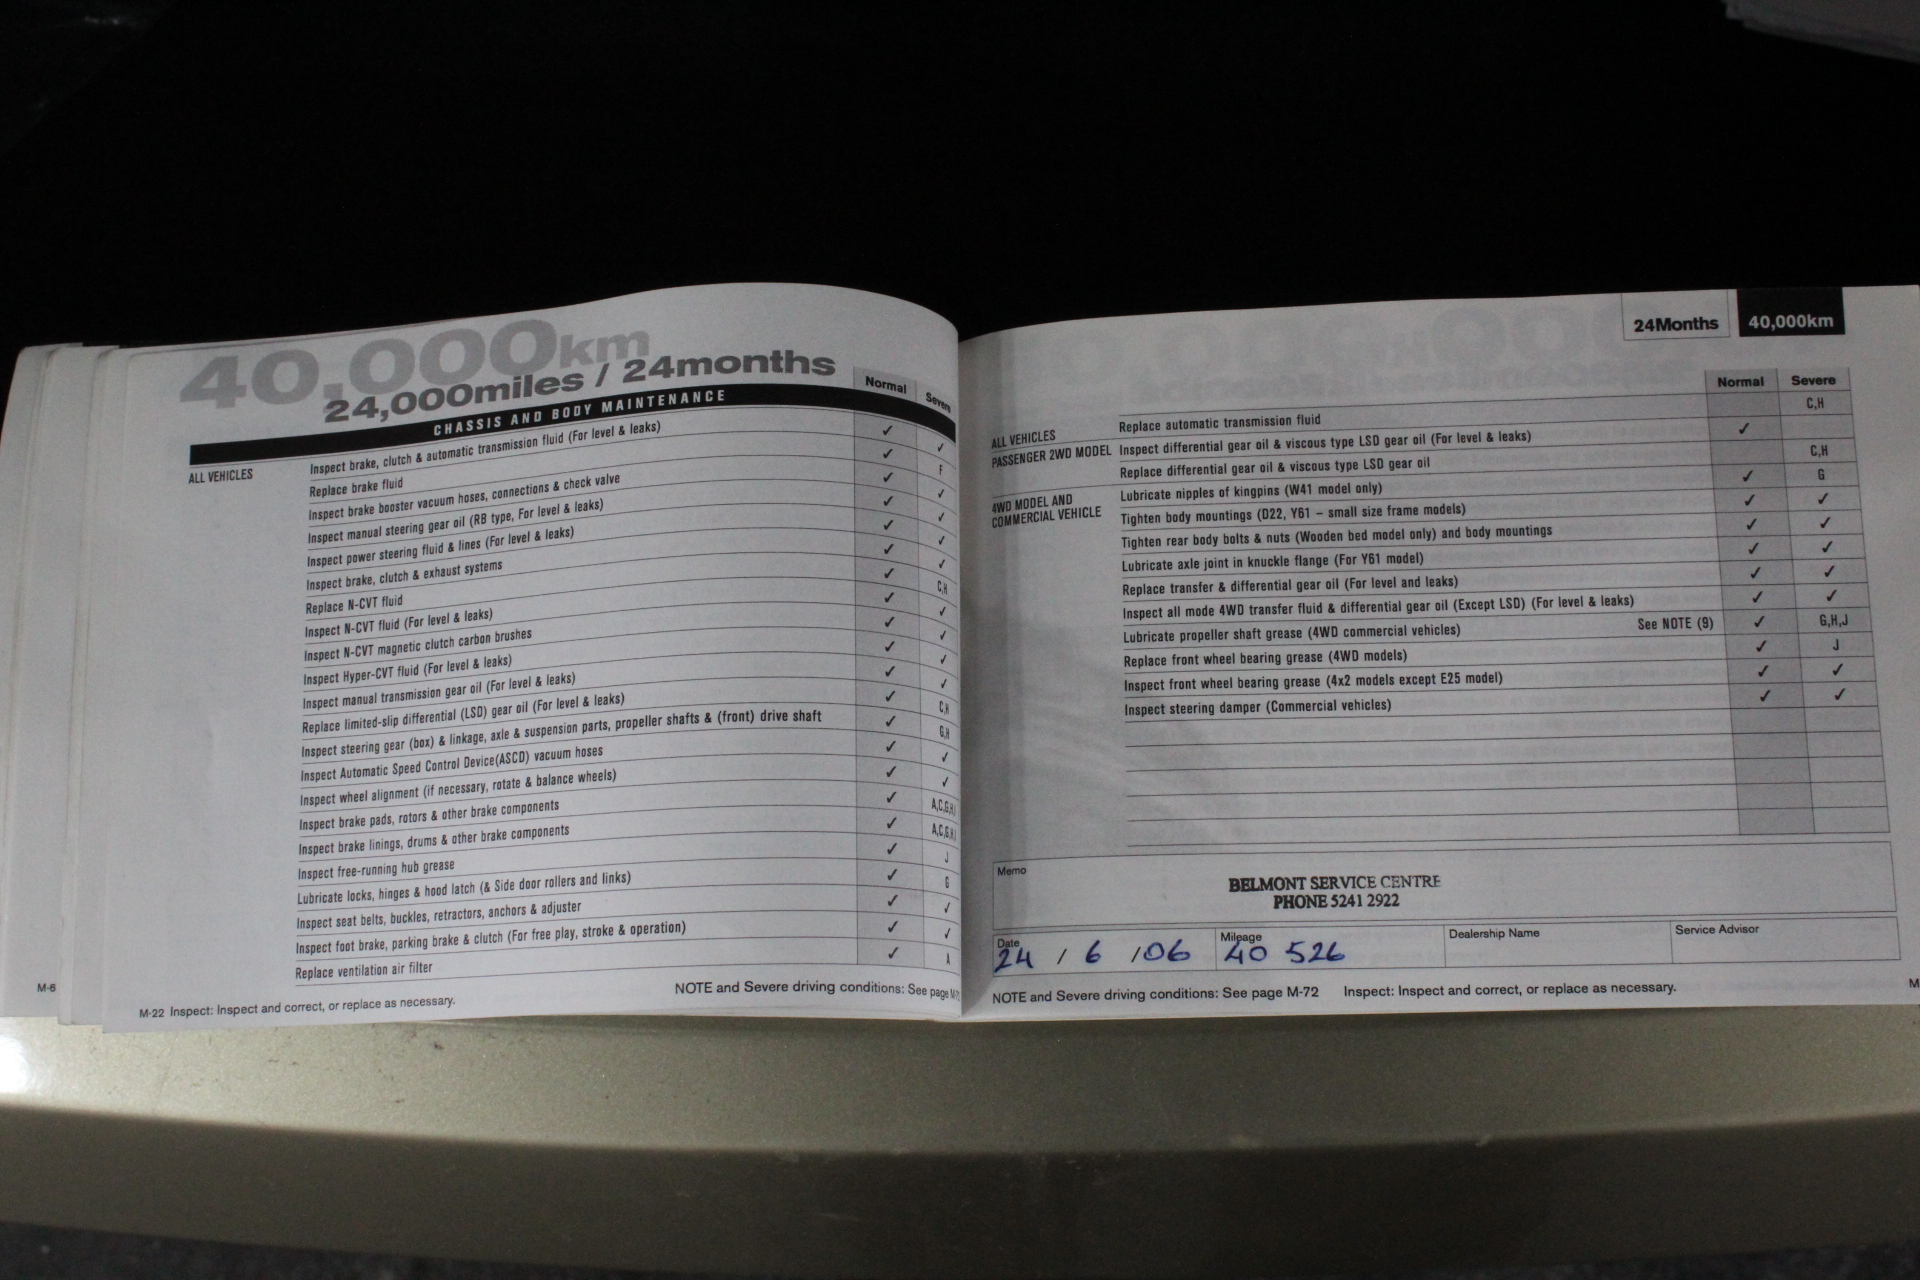 40,000km
24,000miles / 24months
Normal Severe
CHASSIS AND BODY MAINTENANCE
ALL VEHICLES
Inspect brake, clutch & automatic transmission fluid (For level & leaks) ✓ ✓
Replace brake fluid ✓ F
Inspect brake booster vacuum hoses, connections & check valve ✓ ✓
Inspect manual steering gear oil (RB type, For level & leaks) ✓ ✓
Inspect power steering fluid & lines (For level & leaks) ✓ ✓
Inspect brake, clutch & exhaust systems ✓ ✓
Replace N-CVT fluid ✓ C,H
Inspect N-CVT fluid (For level & leaks) ✓ ✓
Inspect N-CVT magnetic clutch carbon brushes ✓ ✓
Inspect Hyper-CVT fluid (For level & leaks) ✓ ✓
Inspect manual transmission gear oil (For level & leaks) ✓ ✓
Replace limited-slip differential (LSD) gear oil (For level & leaks) ✓ C,H
Inspect steering gear (box) & linkage, axle & suspension parts, propeller shafts & (front) drive shaft ✓ G,H
Inspect Automatic Speed Control Device(ASCD) vacuum hoses ✓ ✓
Inspect wheel alignment (if necessary, rotate & balance wheels) ✓ ✓
Inspect brake pads, rotors & other brake components ✓ A,C,G,H,
Inspect brake linings, drums & other brake components ✓ A,C,G,H,
Inspect free-running hub grease ✓ J
Lubricate locks, hinges & hood latch (& Side door rollers and links) ✓ G
Inspect seat belts, buckles, retractors, anchors & adjuster ✓ ✓
Inspect foot brake, parking brake & clutch (For free play, stroke & operation) ✓ ✓
Replace ventilation air filter ✓ A
NOTE and Severe driving conditions: See page M-72
M-22 Inspect: Inspect and correct, or replace as necessary.
M-6
24Months 40,000km
Normal Severe
ALL VEHICLES Replace automatic transmission fluid C,H
PASSENGER 2WD MODEL Inspect differential gear oil & viscous type LSD gear oil (For level & leaks) ✓
Replace differential gear oil & viscous type LSD gear oil C,H
4WD MODEL AND
COMMERCIAL VEHICLE
Lubricate nipples of kingpins (W41 model only) ✓ G
Tighten body mountings (D22, Y61 – small size frame models) ✓ ✓
Tighten rear body bolts & nuts (Wooden bed model only) and body mountings ✓ ✓
Lubricate axle joint in knuckle flange (For Y61 model) ✓ ✓
Replace transfer & differential gear oil (For level and leaks) ✓ ✓
Inspect all mode 4WD transfer fluid & differential gear oil (Except LSD) (For level & leaks) ✓ ✓
Lubricate propeller shaft grease (4WD commercial vehicles) See NOTE (9) ✓ G,H,J
Replace front wheel bearing grease (4WD models) ✓ J
Inspect front wheel bearing grease (4x2 models except E25 model) ✓ ✓
Inspect steering damper (Commercial vehicles) ✓ ✓
Memo
BELMONT SERVICE CENTRE
PHONE 5241 2922
Date Mileage Dealership Name Service Advisor
24 / 6 /06 40 526
NOTE and Severe driving conditions: See page M-72 Inspect: Inspect and correct, or replace as necessary.